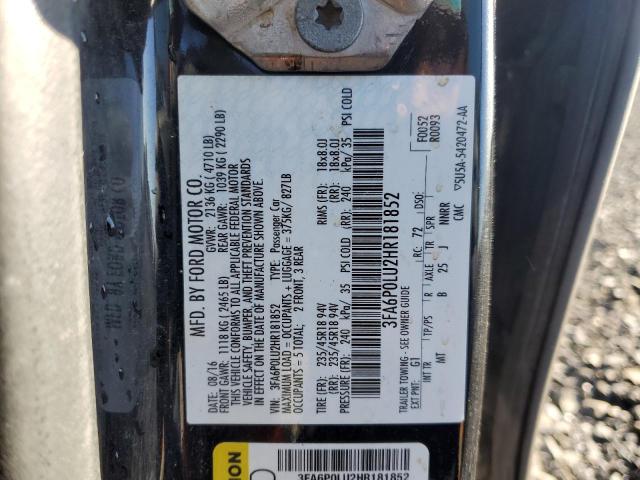 MFD. BY FORD MOTOR CO.
DATE: 08/16 GVWR: 2136 KG ( 4710 LB)
FRONT GAWR: 1118 KG ( 2465 LB) REAR GAWR: 1039 KG ( 2290 LB)
THIS VEHICLE CONFORMS TO ALL APPLICABLE FEDERAL MOTOR
VEHICLE SAFETY, BUMPER, AND THEFT PREVENTION STANDARDS
IN EFFECT ON THE DATE OF MANUFACTURE SHOWN ABOVE.
VIN: 3FA6P0LU2HR181852 TYPE: Passenger Car
MAXIMUM LOAD = OCCUPANTS + LUGGAGE = 375KG/ 827LB
OCCUPANTS = 5 TOTAL: 2 FRONT, 3 REAR
TIRE (FR): 235/45R18 94V RIMS (FR): 18x8.0J
(RR): 235/45R18 94V (RR): 18x8.0J
PRESSURE (FR): 240 kPa/ 35 PSI COLD (RR): 240 kPa/ 35 PSI COLD
3FA6P0LU2HR181852
TRAILER TOWING - SEE OWNER GUIDE
FD052
R0093
EXT PNT: G1 RC: 72 DSO:
INT TR TP/PS R AXLE TR SPR
MT B 25 J NNRR
GMC ▽5U5A-5420472-AA
3FA6P0LU2HR181852